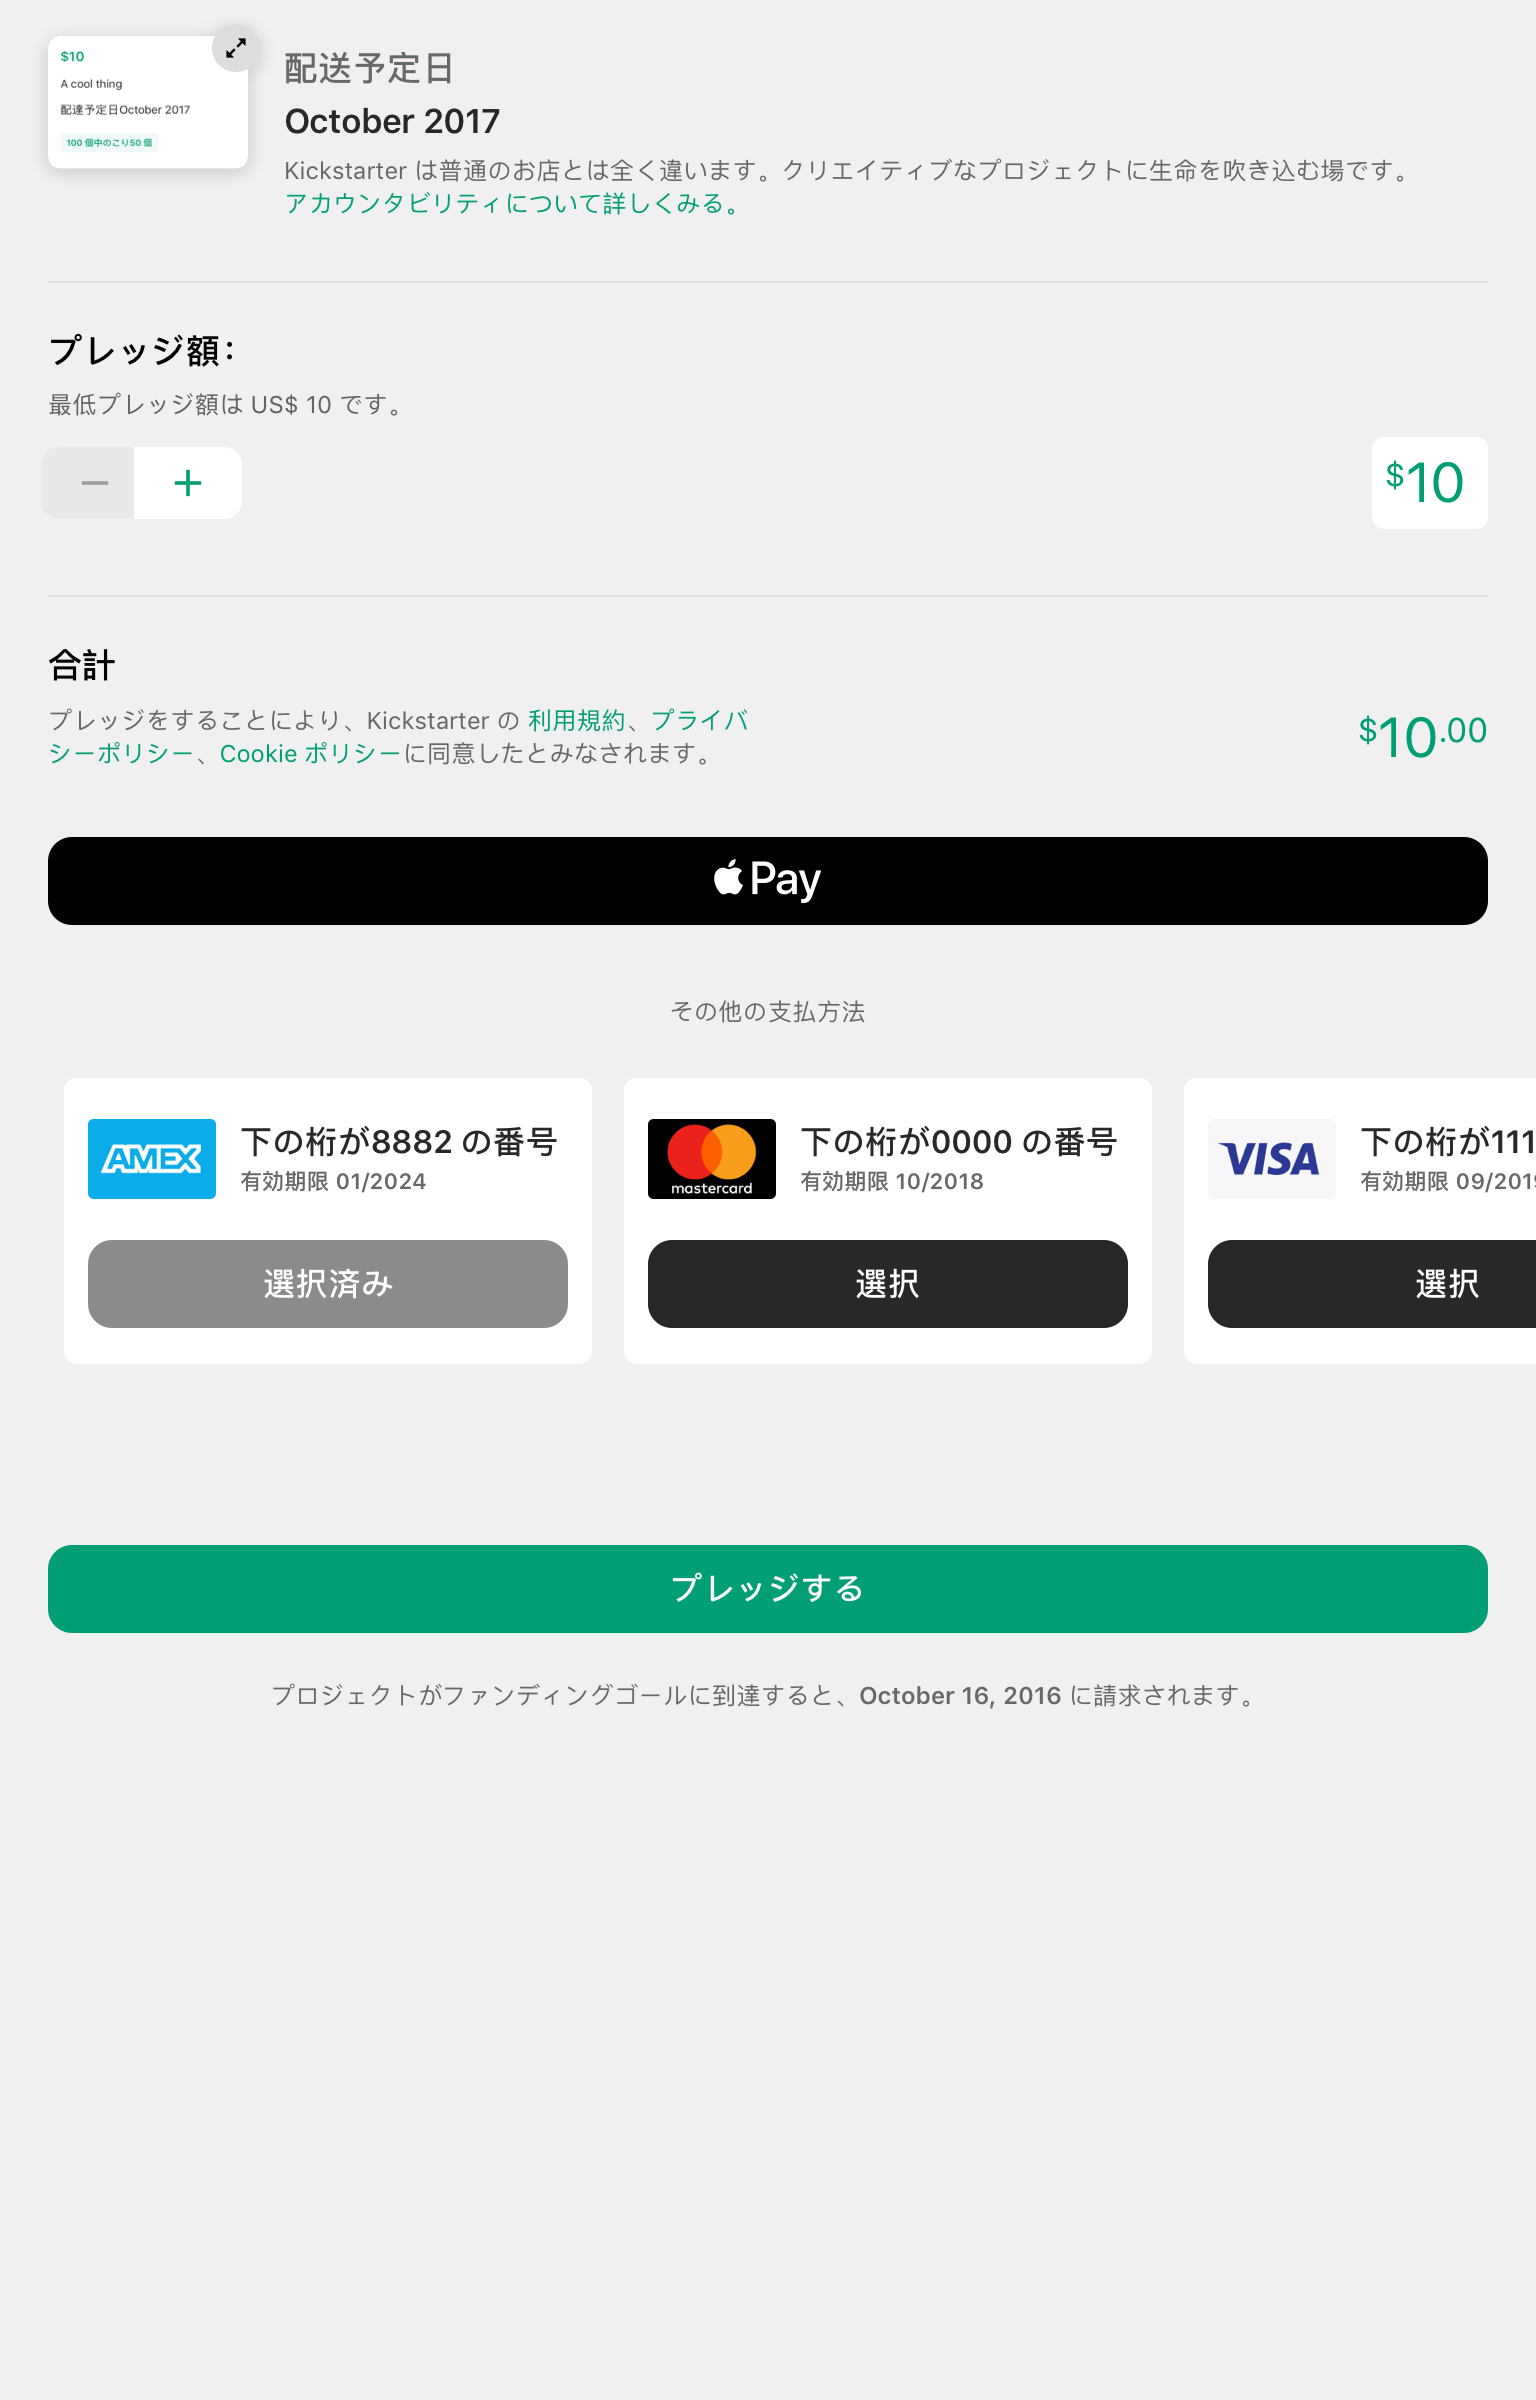 $10
A cool thing
配達予定日October 2017
100 個中のこり50 個
配送予定日
October 2017
Kickstarter は普通のお店とは全く違います。クリエイティブなプロジェクトに生命を吹き込む場です。
アカウンタビリティについて詳しくみる。
プレッジ額：
最低プレッジ額は US$ 10 です。
$10
合計
プレッジをすることにより、Kickstarter の 利用規約、プライバ
シーポリシー、Cookie ポリシーに同意したとみなされます。
$10.00
Pay
その他の支払方法
AMEX
下の桁が8882 の番号
有効期限 01/2024
選択済み
mastercard
下の桁が0000 の番号
有効期限 10/2018
選択
VISA
下の桁が111
有効期限 09/201
選択
プレッジする
プロジェクトがファンディングゴールに到達すると、October 16, 2016 に請求されます。